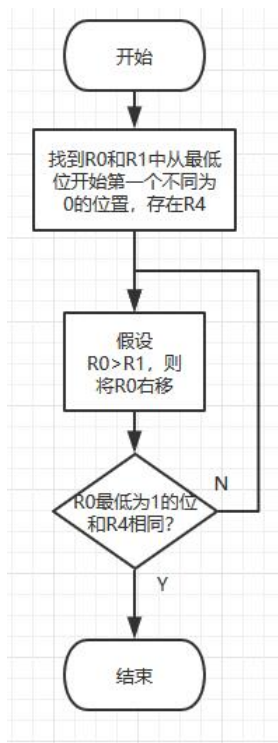 开始
找到R0和R1中从最低
位开始第一个不同为
0的位置，存在R4
假设
R0>R1，则
将R0右移
N
R0最低为1的位
和R4相同？
Y
结束